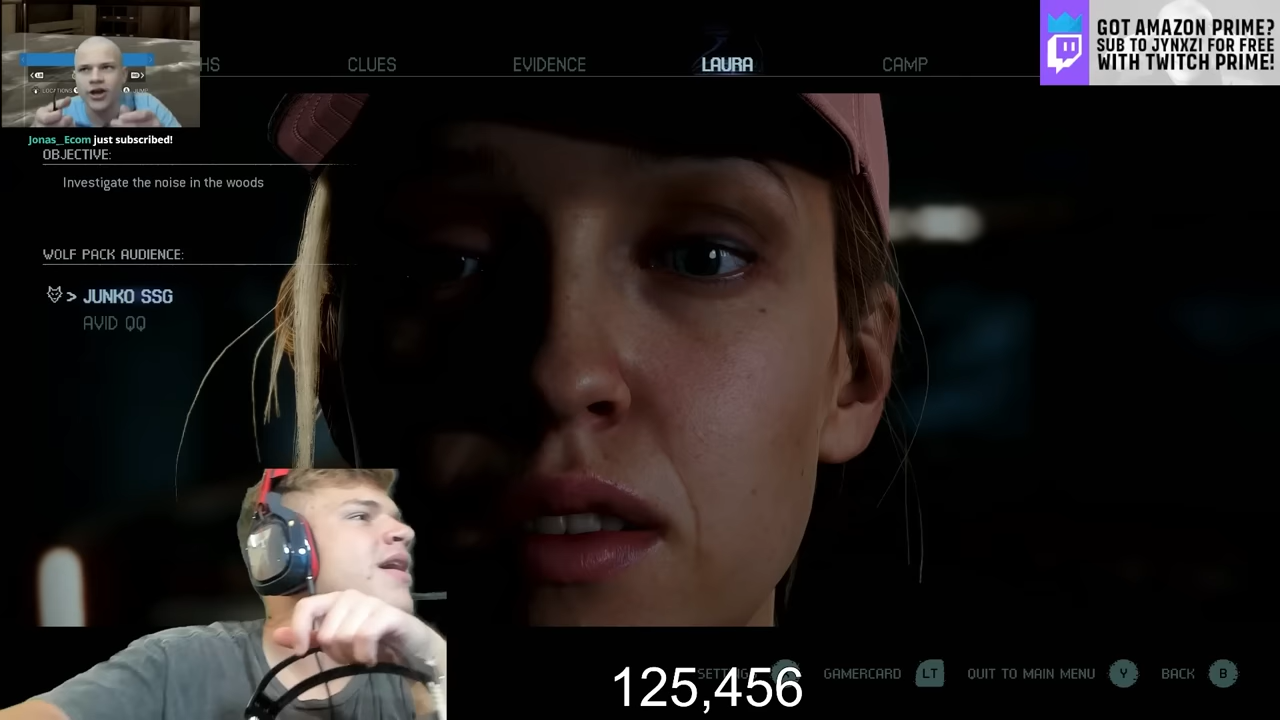 HS
CLUES
EVIDENCE
LAURA
CAMP
GOT AMAZON PRIME?
SUB TO JYNXZI FOR FREE
WITH TWITCH PRIME!
Jonas_Ecom just subscribed!
OBJECTIVE:
Investigate the noise in the woods
WOLF PACK AUDIENCE:
> JUNKO SSG
AVID QQ
GAMERCARD LT QUIT TO MAIN MENU Y BACK B
125,456